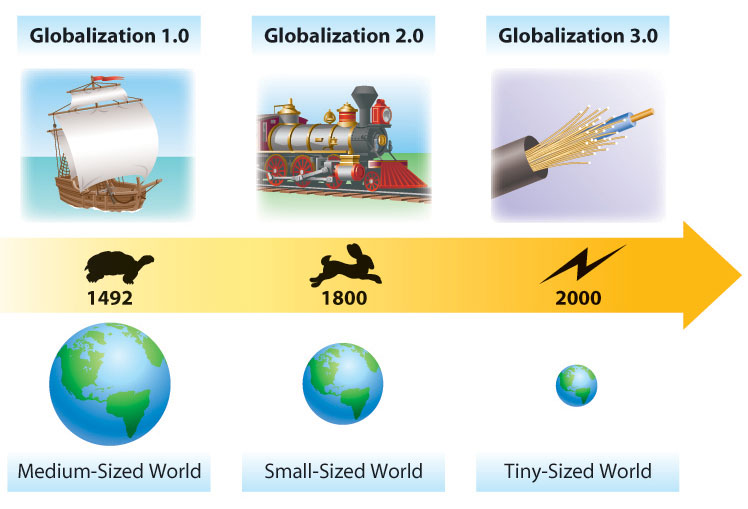 Globalization 1.0
Globalization 2.0
Globalization 3.0
1492
1800
2000
Medium-Sized World
Small-Sized World
Tiny-Sized World